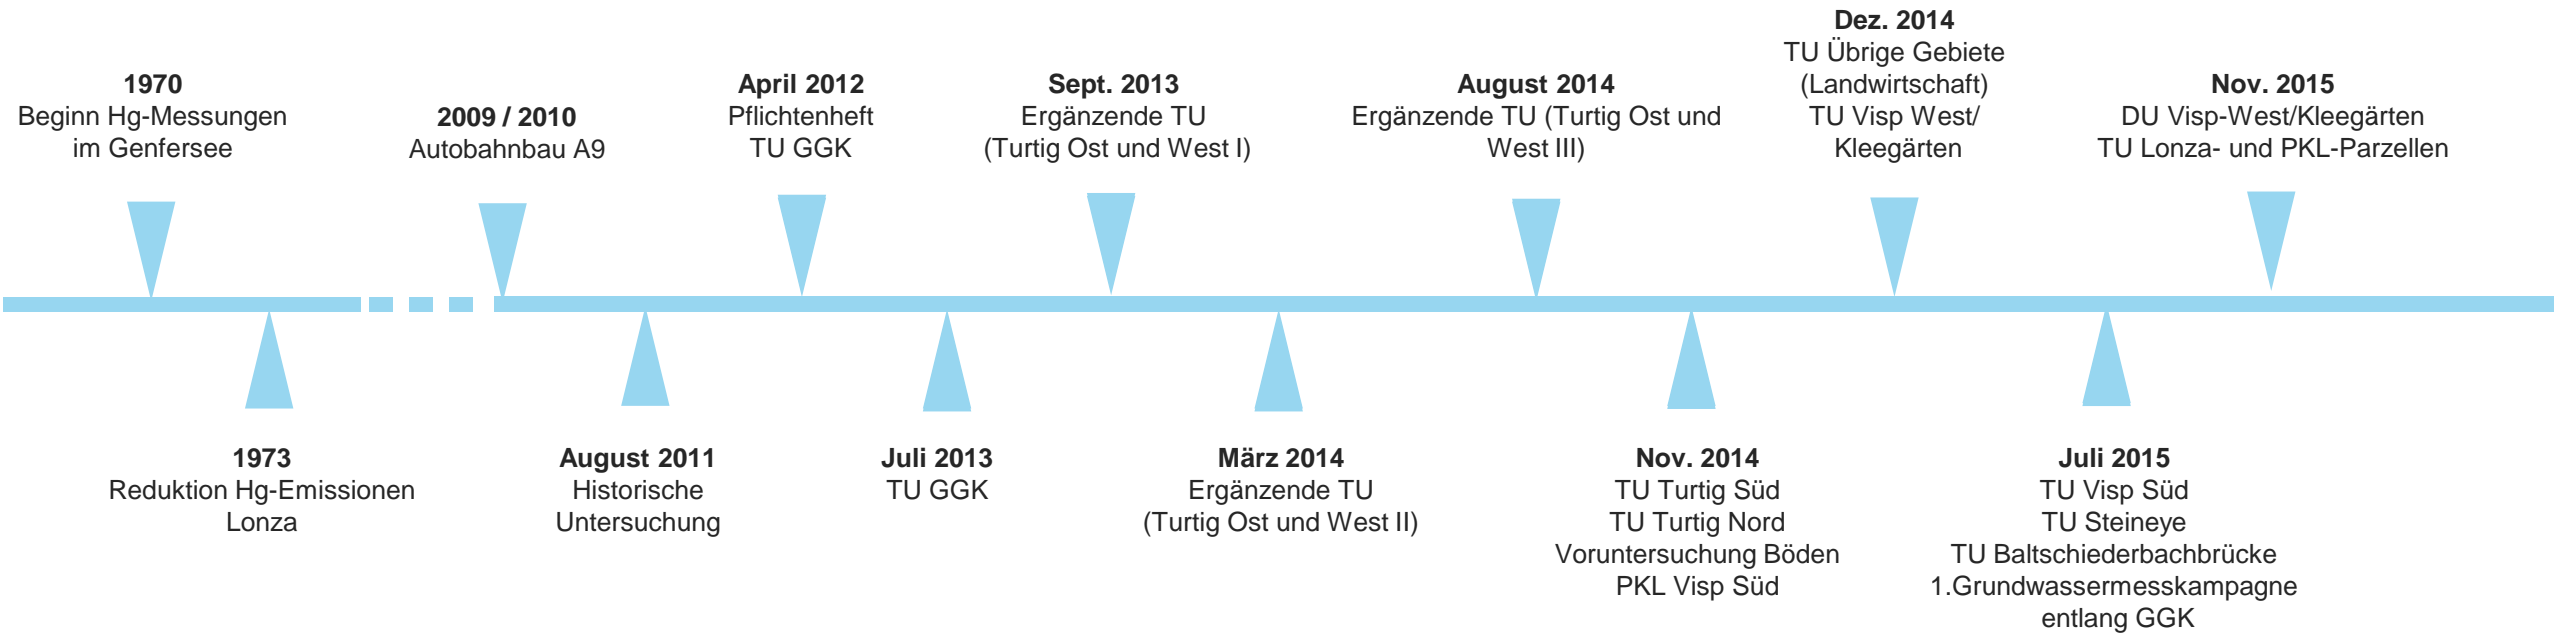 1970
Beginn Hg-Messungen
im Genfersee
2009 / 2010
Autobahnbau A9
April 2012
Pflichtenheft
TU GGK
Sept. 2013
Ergänzende TU
(Turtig Ost und West I)
August 2014
Ergänzende TU (Turtig Ost und
West III)
Dez. 2014
TU Übrige Gebiete
(Landwirtschaft)
TU Visp West/
Kleegärten
Nov. 2015
DU Visp-West/Kleegärten
TU Lonza- und PKL-Parzellen
1973
Reduktion Hg-Emissionen
Lonza
August 2011
Historische
Untersuchung
Juli 2013
TU GGK
März 2014
Ergänzende TU
(Turtig Ost und West II)
Nov. 2014
TU Turtig Süd
TU Turtig Nord
Voruntersuchung Böden
PKL Visp Süd
Juli 2015
TU Visp Süd
TU Steineye
TU Baltschiederbachbrücke
1.Grundwassermesskampagne
entlang GGK